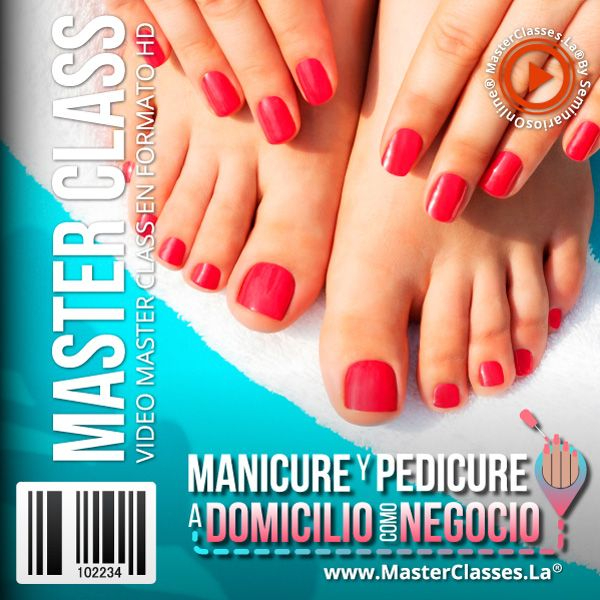 MASTER CLASS
VIDEO MASTER CLASS EN FORMATO HD
MasterClasses.La® By SeminariosOnline®
MANICURE Y PEDICURE
A DOMICILIO COMO NEGOCIO
102234
www.MasterClasses.La®